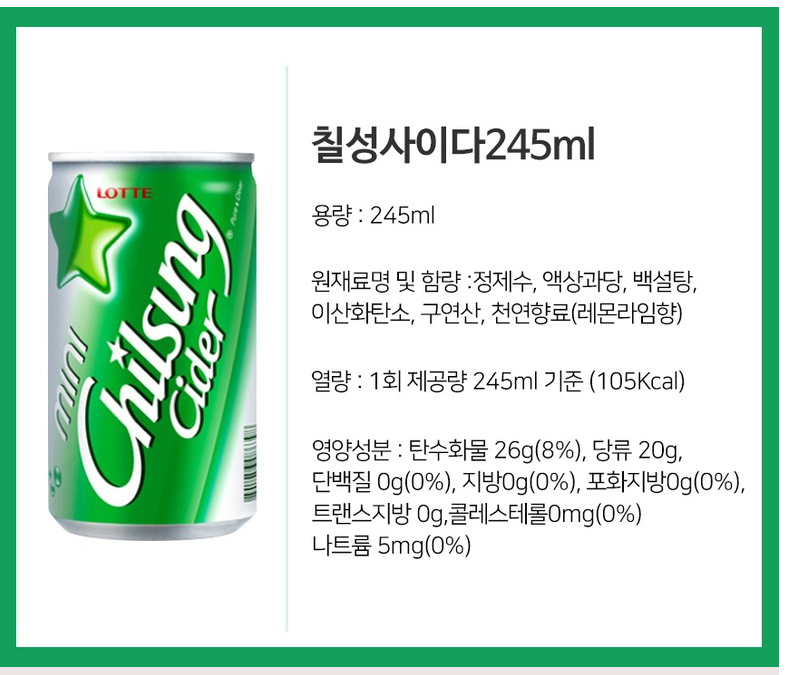 칠성사이다245ml
LOTTE
Pure & Clear
mini
Chilsung
Cider
용량 : 245ml
원재료명 및 함량 :정제수, 액상과당, 백설탕,
이산화탄소, 구연산, 천연향료(레몬라임향)
열량 : 1회 제공량 245ml 기준 (105Kcal)
영양성분 : 탄수화물 26g(8%), 당류 20g,
단백질 0g(0%), 지방0g(0%), 포화지방0g(0%),
트랜스지방 0g,콜레스테롤0mg(0%)
나트륨 5mg(0%)